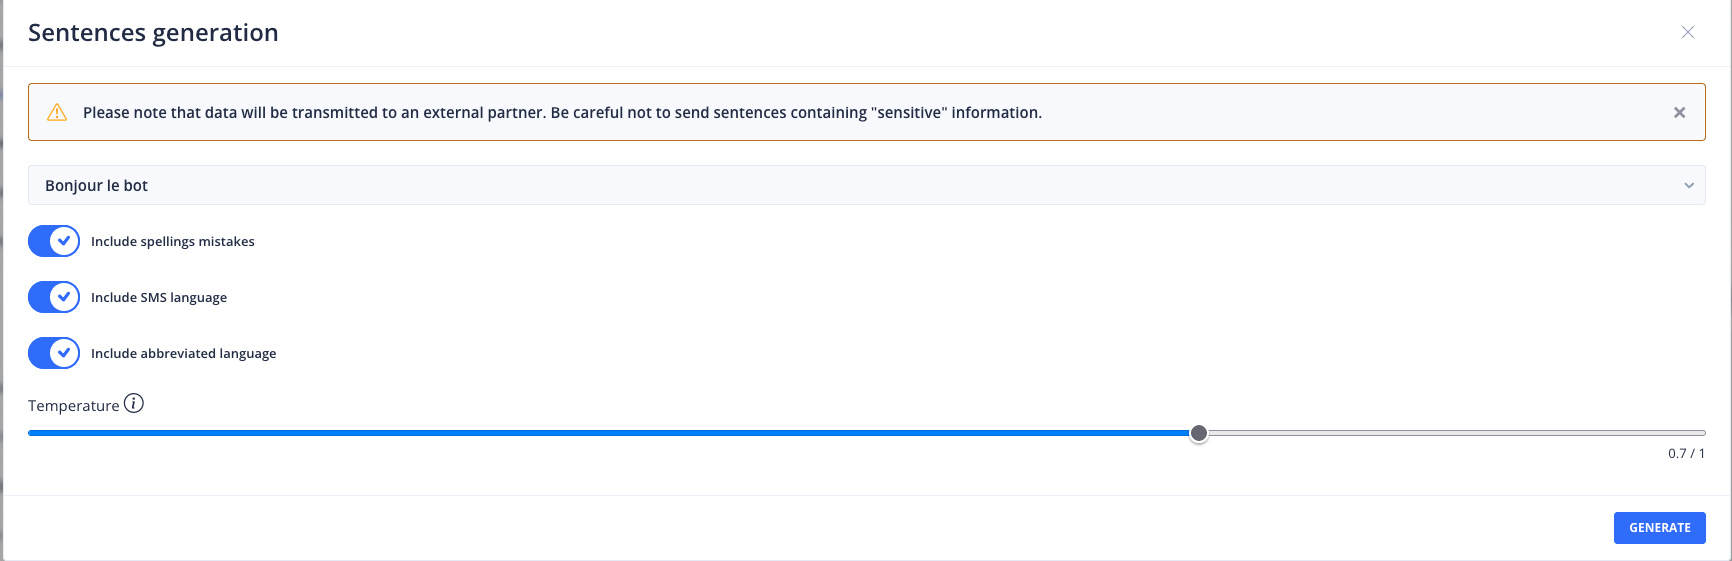 Sentences generation
Please note that data will be transmitted to an external partner. Be careful not to send sentences containing "sensitive" information.
Bonjour le bot
Include spellings mistakes
Include SMS language
Include abbreviated language
Temperature
0.7 / 1
GENERATE